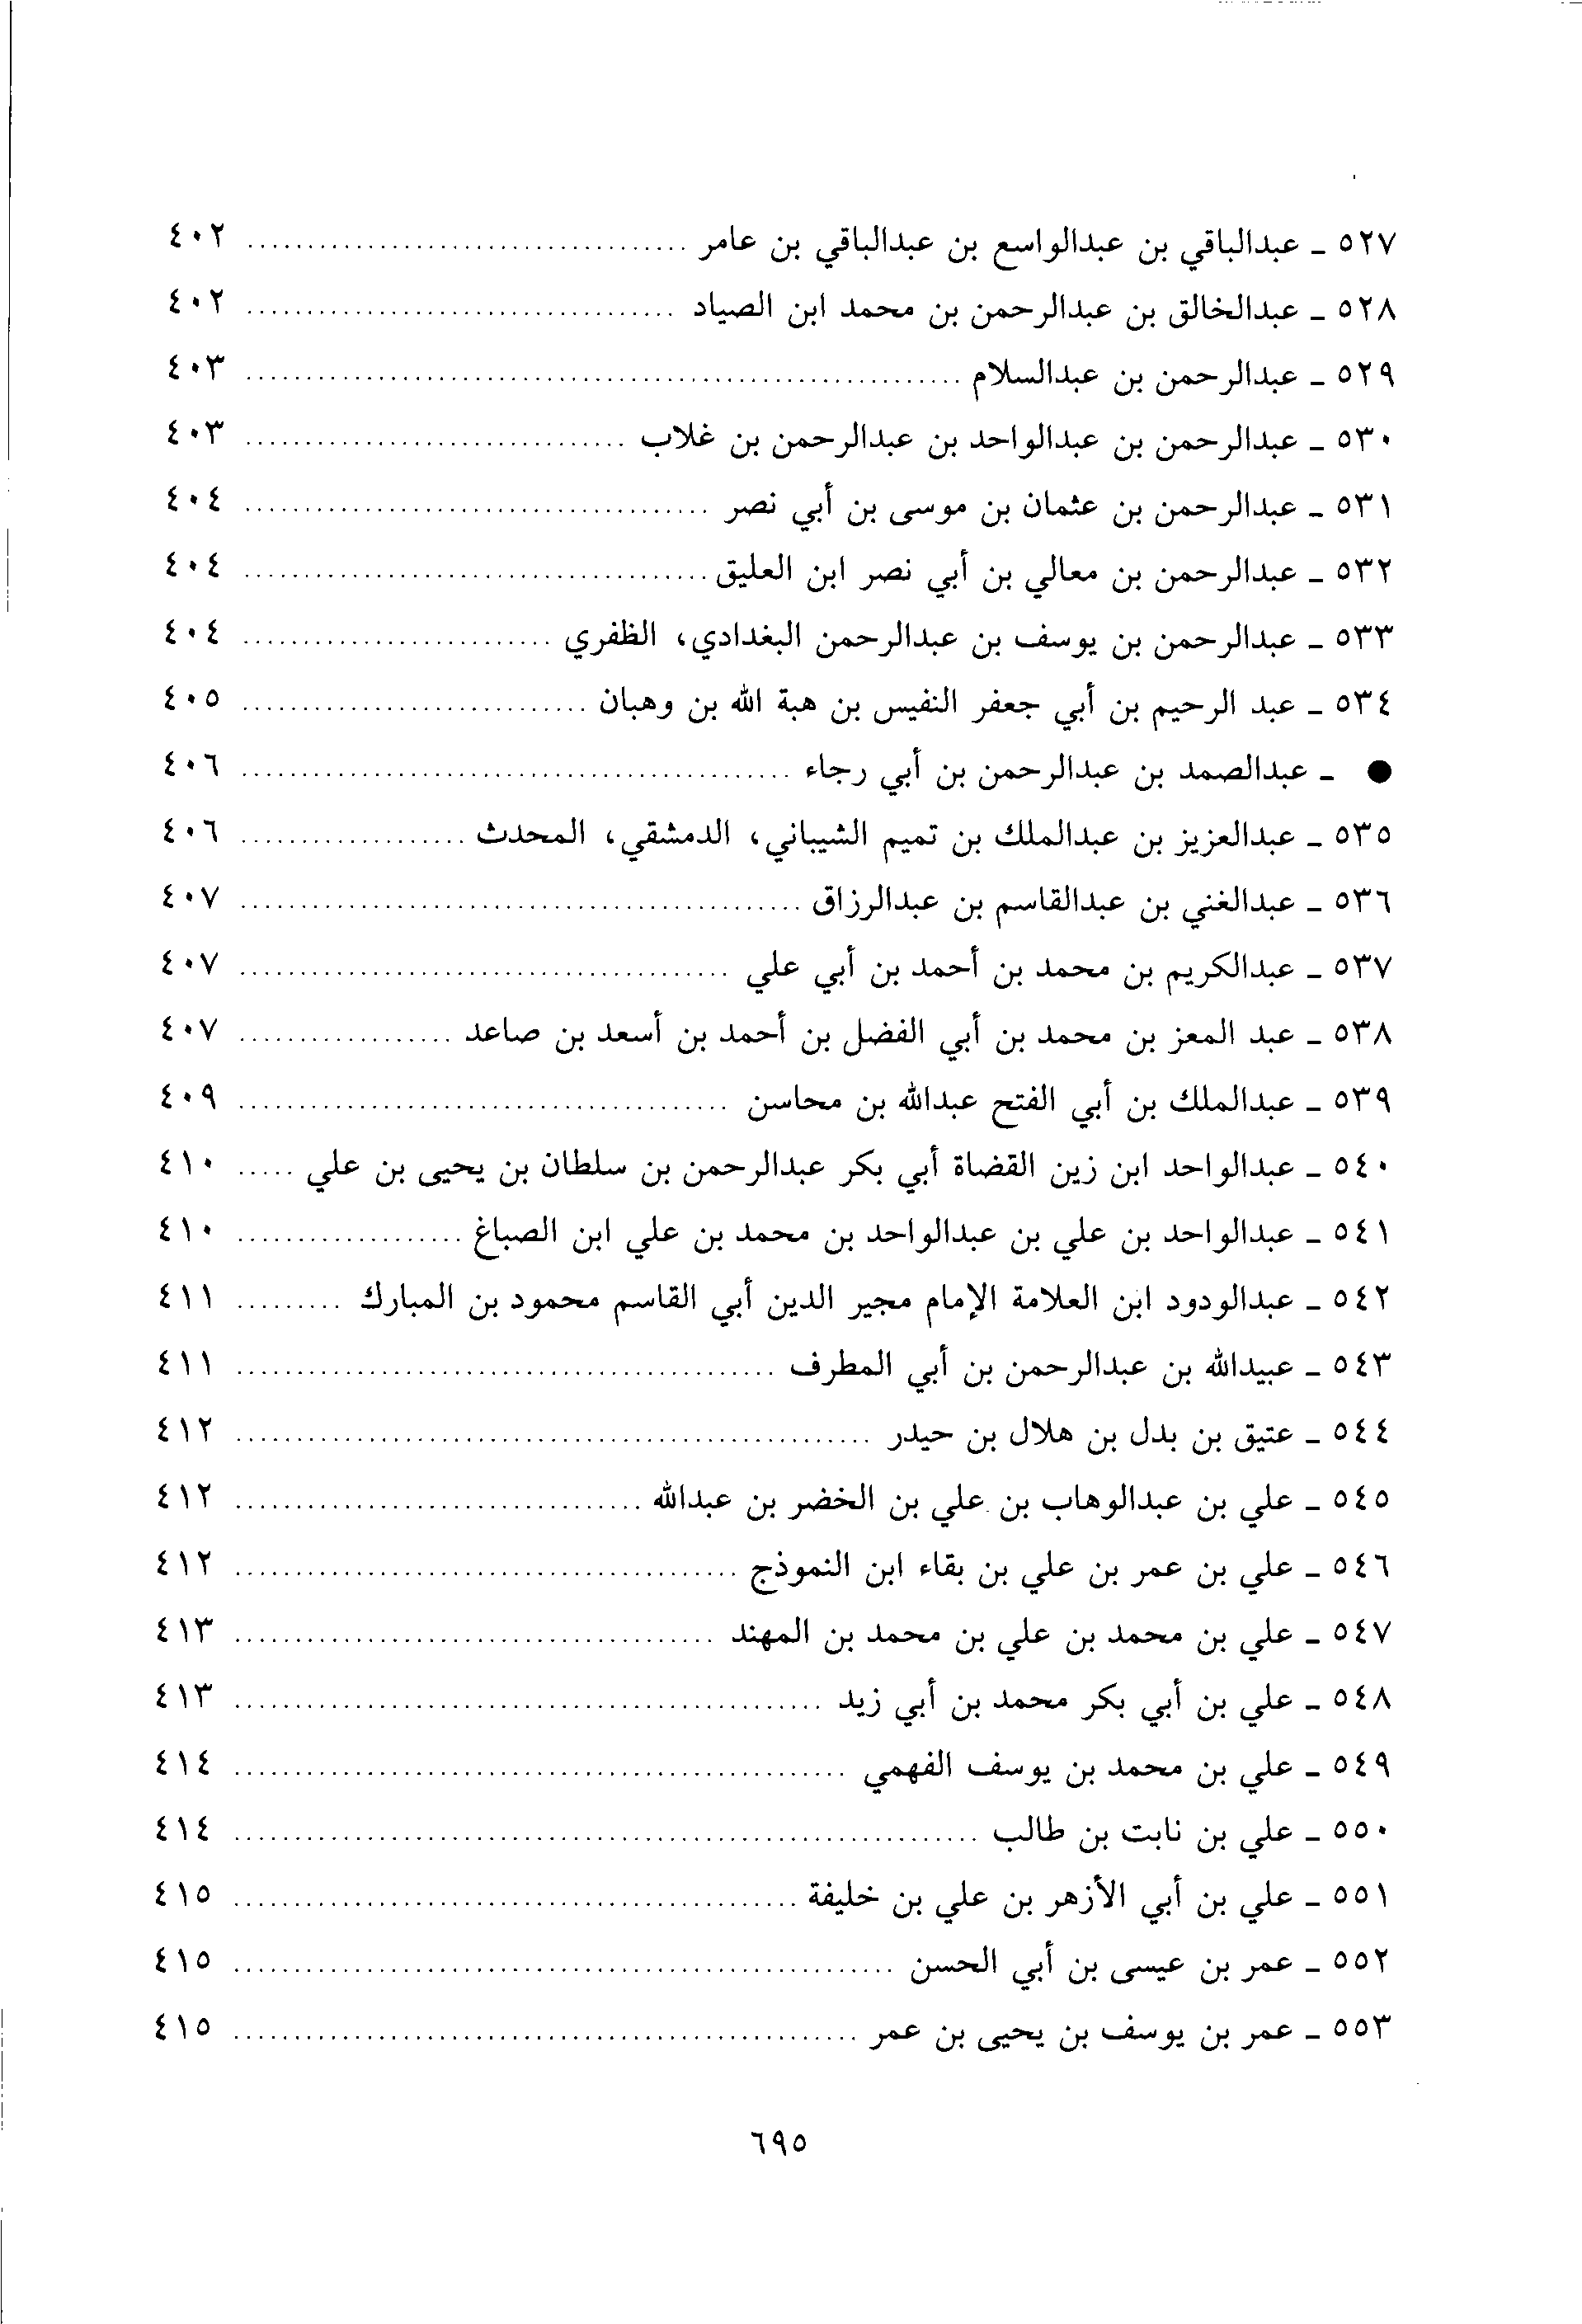 ٥٢٧ - عبدالباقي بن عبدالواسع بن عبدالباقي بن عامر ........ ٤٠٢
٥٢٨ - عبدالخالق بن عبدالرحمن بن محمد ابن الصياد ........ ٤٠٢
٥٢٩ - عبدالرحمن بن عبدالسلام ........ ٤٠٣
٥٣٠ - عبدالرحمن بن عبدالواحد بن عبدالرحمن بن غلاب ........ ٤٠٣
٥٣١ - عبدالرحمن بن عثمان بن موسى بن أبي نصر ........ ٤٠٤
٥٣٢ - عبدالرحمن بن معالي بن أبي نصر ابن العليق ........ ٤٠٤
٥٣٣ - عبدالرحمن بن يوسف بن عبدالرحمن البغدادي، الظفري ........ ٤٠٤
٥٣٤ - عبد الرحيم بن أبي جعفر النفيس بن هبة الله بن وهبان ........ ٤٠٥
● - عبدالصمد بن عبدالرحمن بن أبي رجاء ........ ٤٠٦
٥٣٥ - عبدالعزيز بن عبدالملك بن تميم الشيباني، الدمشقي، المحدث ........ ٤٠٦
٥٣٦ - عبدالغني بن عبدالقاسم بن عبدالرزاق ........ ٤٠٧
٥٣٧ - عبدالكريم بن محمد بن أحمد بن أبي علي ........ ٤٠٧
٥٣٨ - عبد المعز بن محمد بن أبي الفضل بن أحمد بن أسعد بن صاعد ........ ٤٠٧
٥٣٩ - عبدالملك بن أبي الفتح عبدالله بن محاسن ........ ٤٠٩
٥٤٠ - عبدالواحد ابن زين القضاة أبي بكر عبدالرحمن بن سلطان بن يحيى بن علي ..... ٤١٠
٥٤١ - عبدالواحد بن علي بن عبدالواحد بن محمد بن علي ابن الصباغ ........ ٤١٠
٥٤٢ - عبدالودود ابن العلامة الإمام مجير الدين أبي القاسم محمود بن المبارك ........ ٤١١
٥٤٣ - عبيدالله بن عبدالرحمن بن أبي المطرف ........ ٤١١
٥٤٤ - عتيق بن بدل بن هلال بن حيدر ........ ٤١٢
٥٤٥ - علي بن عبدالوهاب بن علي بن الخضر بن عبدالله ........ ٤١٢
٥٤٦ - علي بن عمر بن علي بن بقاء ابن النموذج ........ ٤١٢
٥٤٧ - علي بن محمد بن علي بن محمد بن المهند ........ ٤١٣
٥٤٨ - علي بن أبي بكر محمد بن أبي زيد ........ ٤١٣
٥٤٩ - علي بن محمد بن يوسف الفهمي ........ ٤١٤
٥٥٠ - علي بن نابت بن طالب ........ ٤١٤
٥٥١ - علي بن أبي الأزهر بن علي بن خليفة ........ ٤١٥
٥٥٢ - عمر بن عيسى بن أبي الحسن ........ ٤١٥
٥٥٣ - عمر بن يوسف بن يحيى بن عمر ........ ٤١٥
٦٩٥